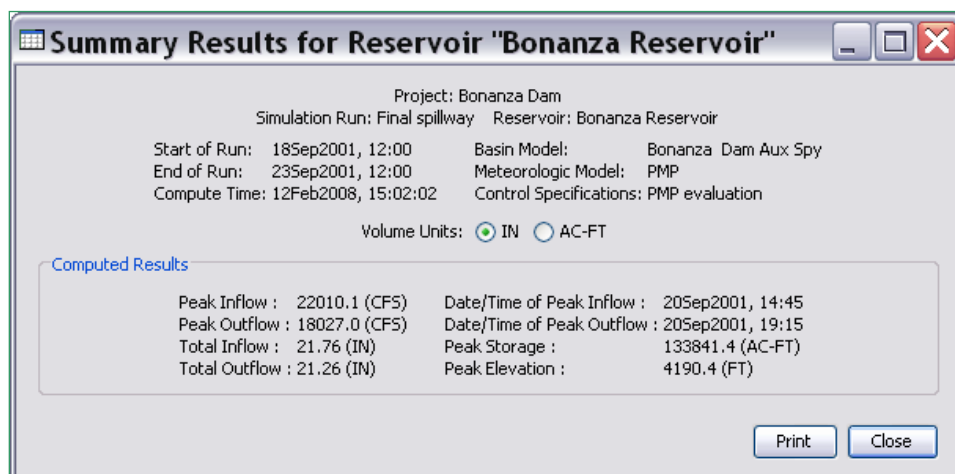 Summary Results for Reservoir "Bonanza Reservoir"
Project: Bonanza Dam
Simulation Run: Final spillway Reservoir: Bonanza Reservoir
Start of Run: 18Sep2001, 12:00 Basin Model: Bonanza Dam Aux Spy
End of Run: 23Sep2001, 12:00 Meteorologic Model: PMP
Compute Time: 12Feb2008, 15:02:02 Control Specifications: PMP evaluation
Volume Units: IN AC-FT
Computed Results
Peak Inflow : 22010.1 (CFS) Date/Time of Peak Inflow : 20Sep2001, 14:45
Peak Outflow : 18027.0 (CFS) Date/Time of Peak Outflow : 20Sep2001, 19:15
Total Inflow : 21.76 (IN) Peak Storage : 133841.4 (AC-FT)
Total Outflow : 21.26 (IN) Peak Elevation : 4190.4 (FT)
Print Close